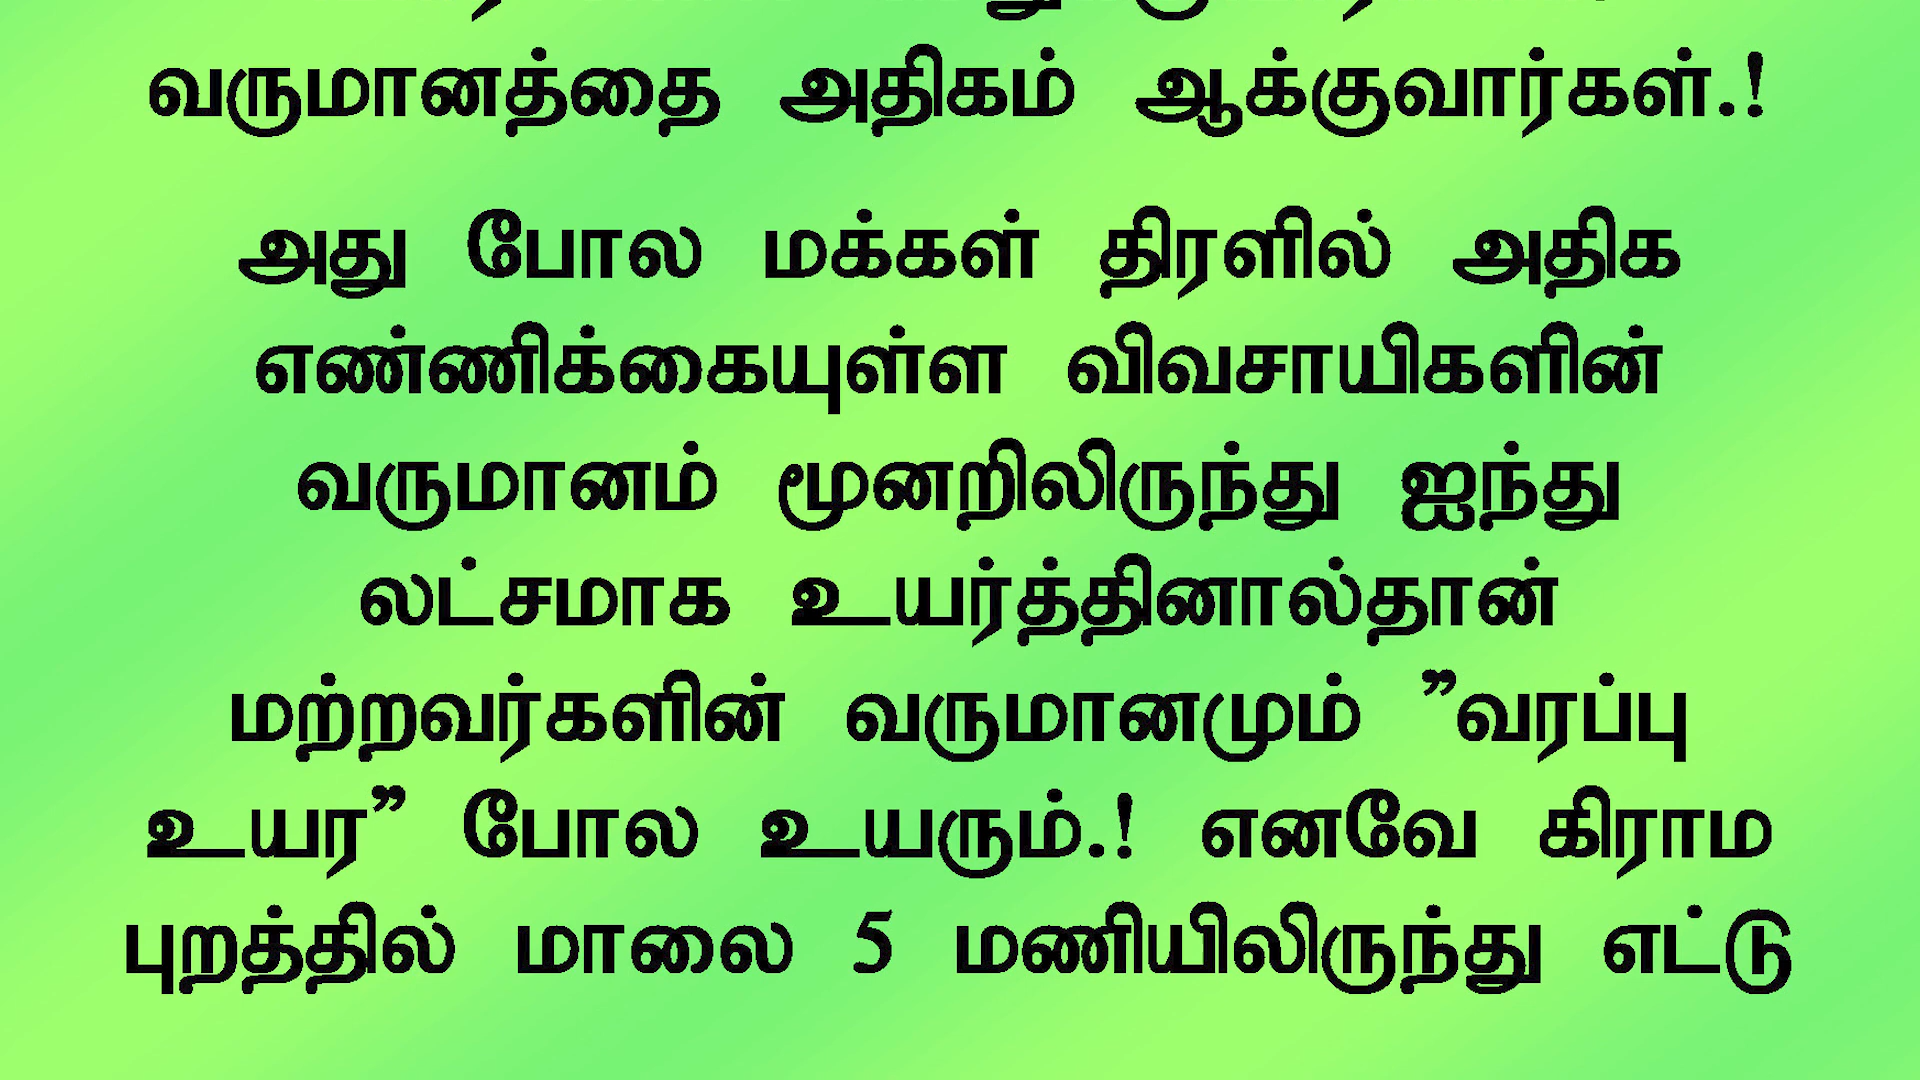 வருமானத்தை அதிகம் ஆக்குவார்கள்.!
அது போல மக்கள் திரளில் அதிக
எண்ணிக்கையுள்ள விவசாயிகளின்
வருமானம் மூனறிலிருந்து ஐந்து
லட்சமாக உயர்த்தினால்தான்
மற்றவர்களின் வருமானமும் ”வரப்பு
உயர” போல உயரும்.! எனவே கிராம
புறத்தில் மாலை 5 மணியிலிருந்து எட்டு